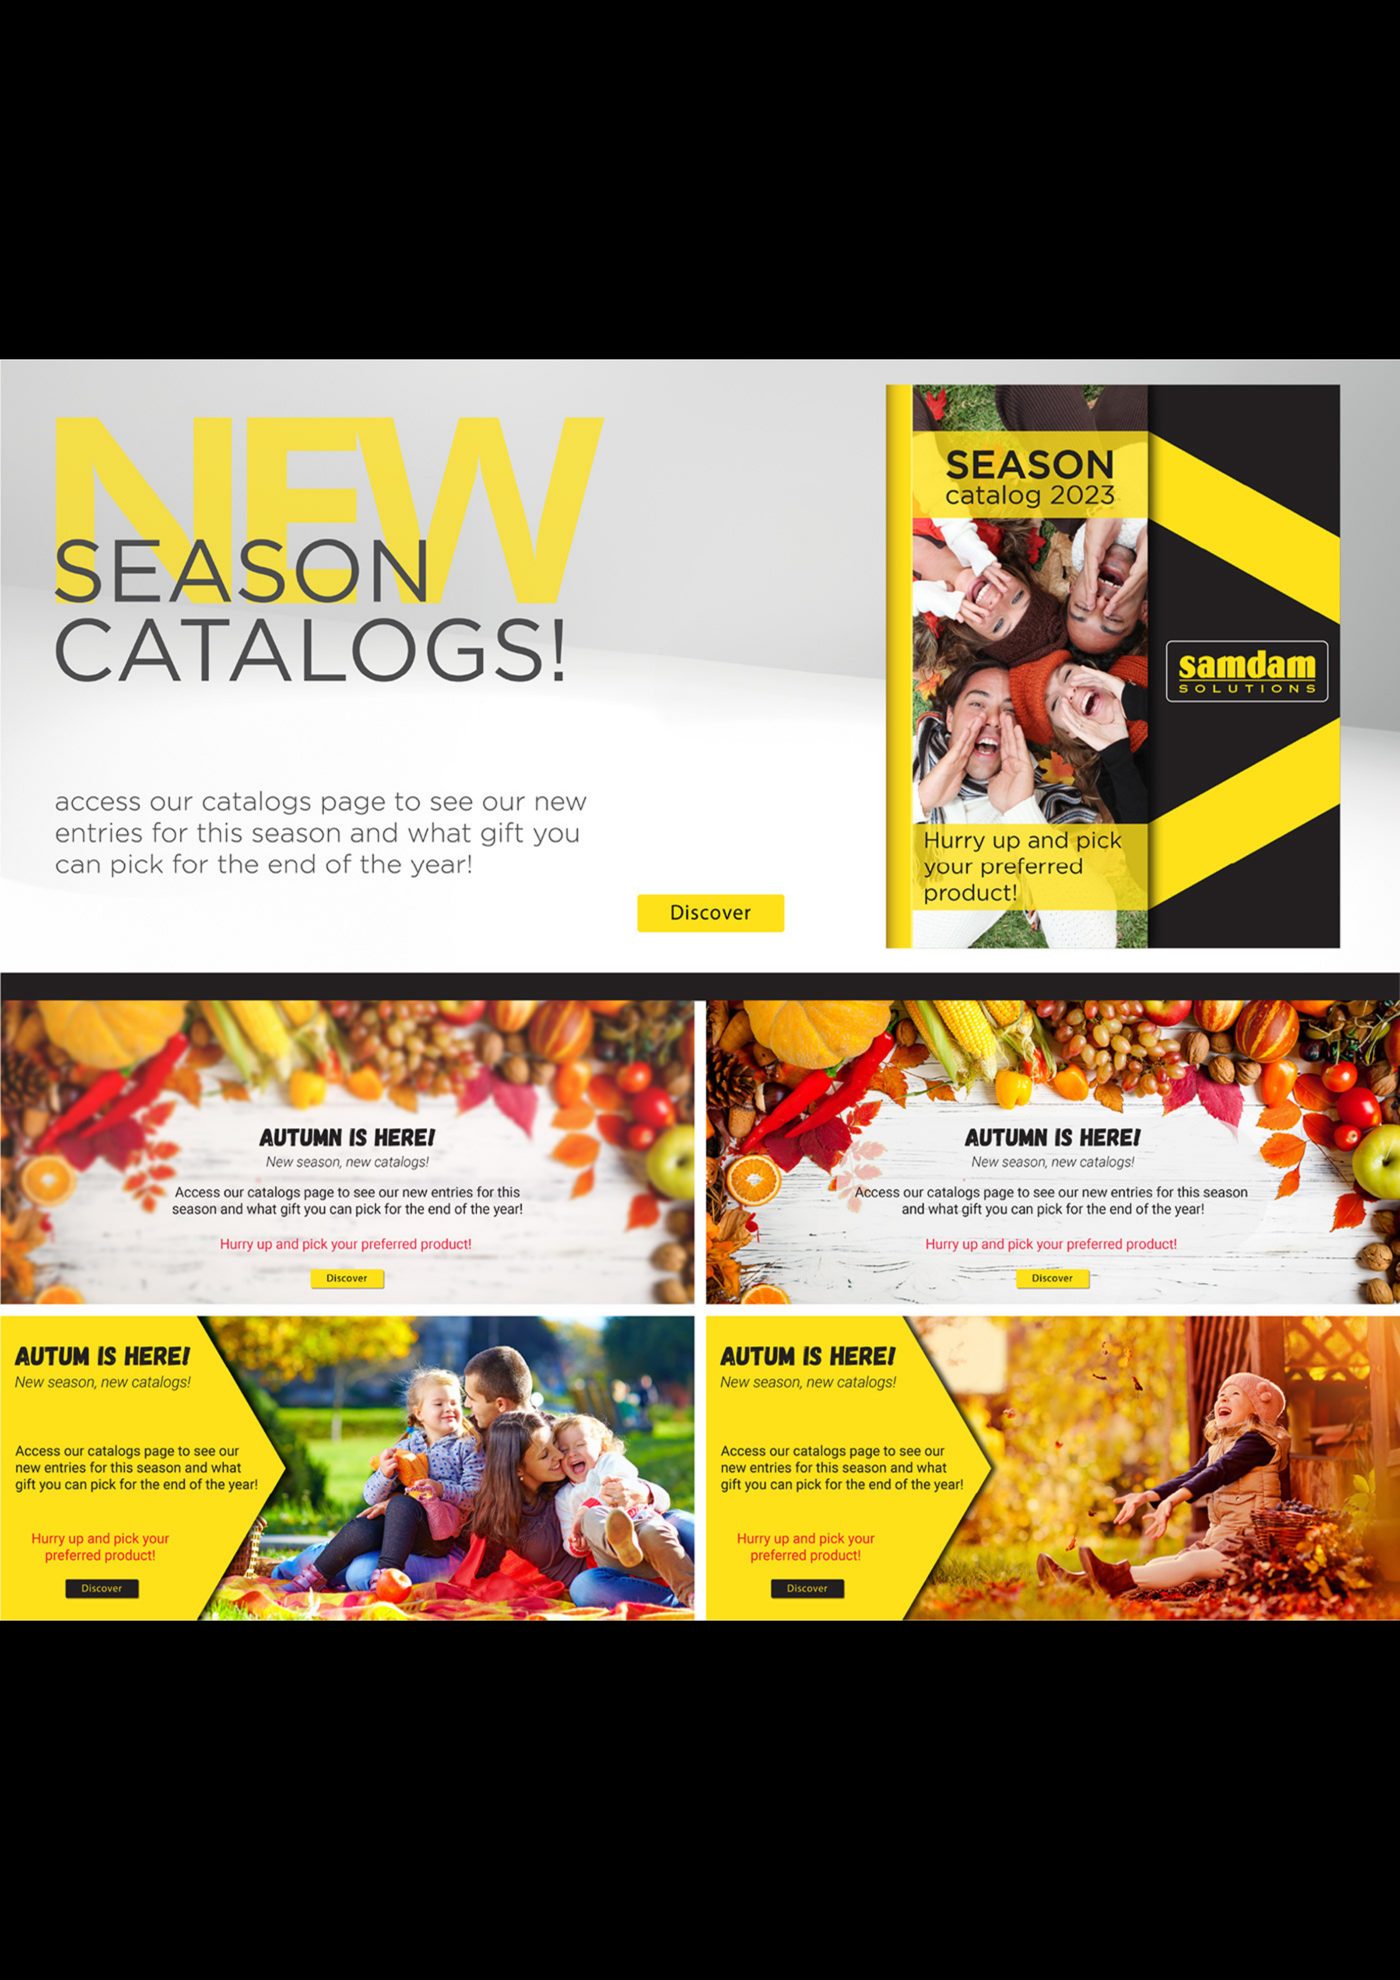 NEW
SEASON
CATALOGS!
access our catalogs page to see our new
entries for this season and what gift you
can pick for the end of the year!
Discover
SEASON
catalog 2023
Hurry up and pick
your preferred
product!
samdam
SOLUTIONS
AUTUMN IS HERE!
New season, new catalogs!
Access our catalogs page to see our new entries for this
season and what gift you can pick for the end of the year!
Hurry up and pick your preferred product!
Discover
AUTUMN IS HERE!
New season, new catalogs!
Access our catalogs page to see our new entries for this season
and what gift you can pick for the end of the year!
Hurry up and pick your preferred product!
Discover
AUTUM IS HERE!
New season, new catalogs!
Access our catalogs page to see our
new entries for this season and what
gift you can pick for the end of the year!
Hurry up and pick your
preferred product!
Discover
AUTUM IS HERE!
New season, new catalogs!
Access our catalogs page to see our
new entries for this season and what
gift you can pick for the end of the year!
Hurry up and pick your
preferred product!
Discover